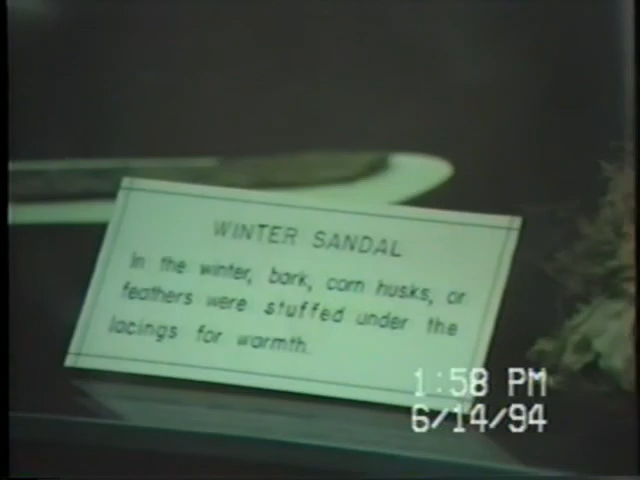 WINTER SANDAL
In the winter, bark, corn husks, or
feathers were stuffed under the
lacings for warmth.
1:58 PM
6/14/94